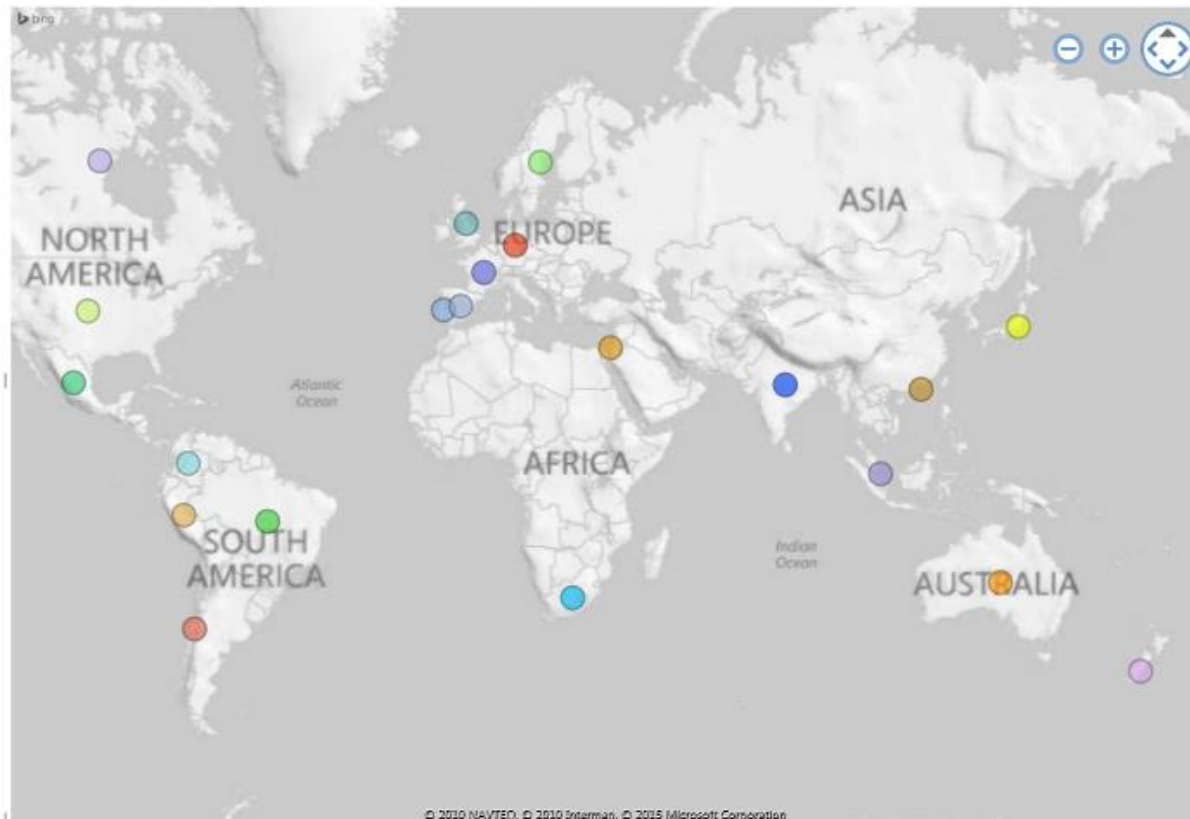 bing
NORTH
AMERICA
EUROPE
ASIA
Atlantic
Ocean
AFRICA
SOUTH
AMERICA
Indian
Ocean
AUSTRALIA
© 2010 NAVTEQ, © 2010 Intermap, © 2015 Microsoft Corporation